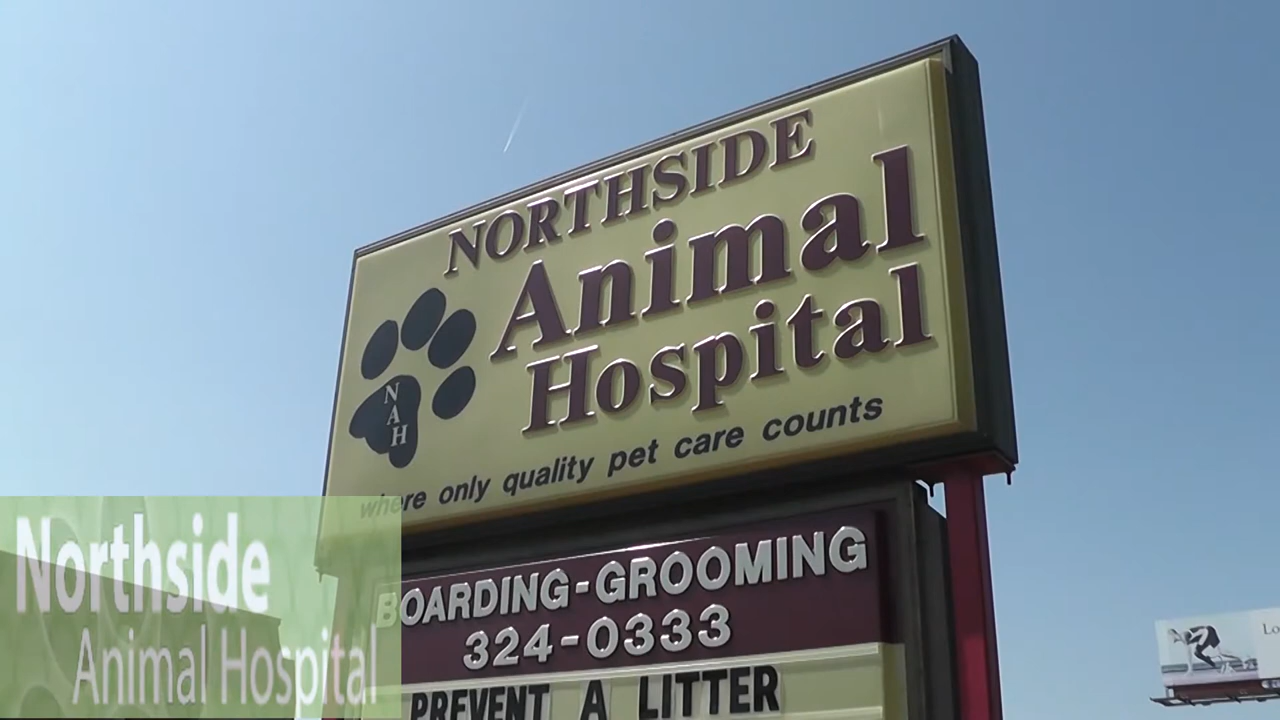 NORTHSIDE
Animal
Hospital
NAH
where only quality pet care counts
BOARDING-GROOMING
324-0333
PREVENT A LITTER
Northside
Animal Hospital
Lo